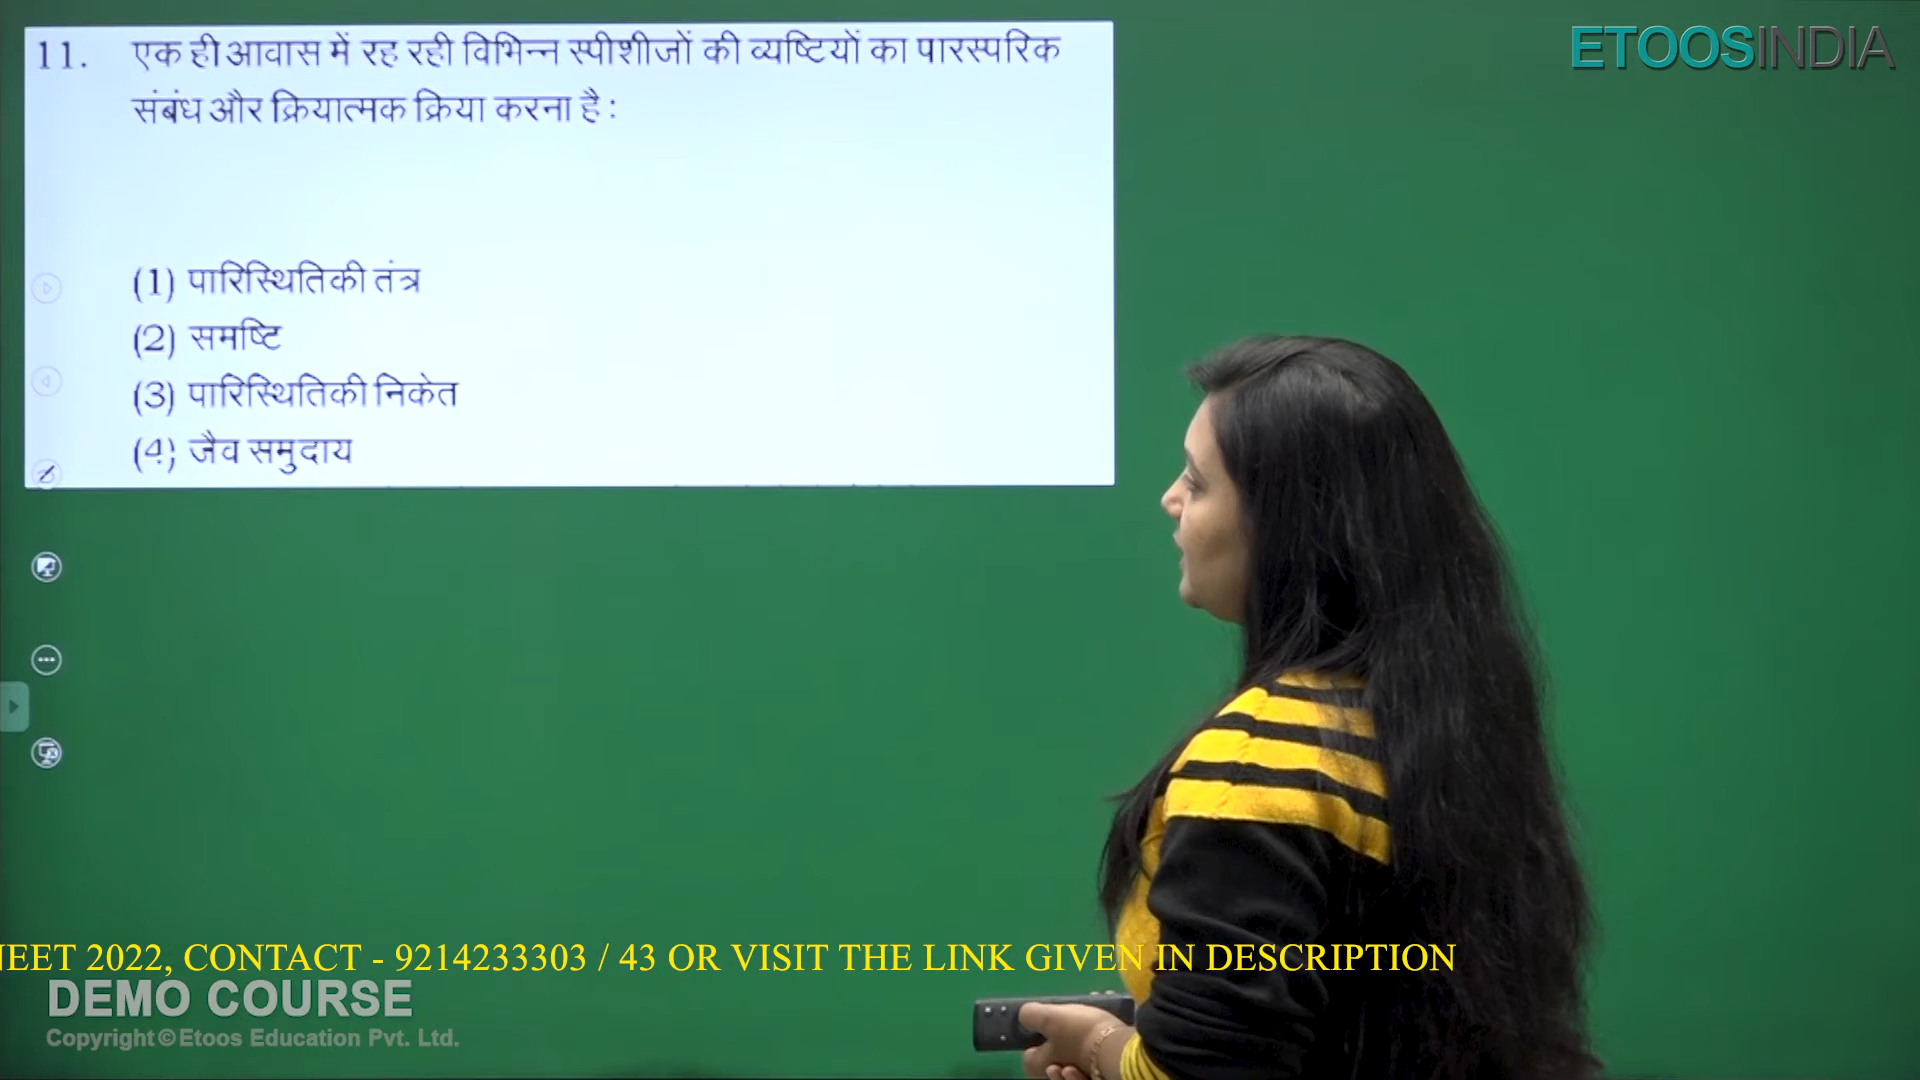 ETOOSINDIA
11. एक ही आवास में रह रही विभिन्न स्पीशीजों की व्यष्टियों का पारस्परिक
संबंध और क्रियात्मक क्रिया करना है :
(1) पारिस्थितिकी तंत्र
(2) समष्टि
(3) पारिस्थितिकी निकेत
(4) जैव समुदाय
NEET 2022, CONTACT - 9214233303 / 43 OR VISIT THE LINK GIVEN IN DESCRIPTION
DEMO COURSE
Copyright © Etoos Education Pvt. Ltd.